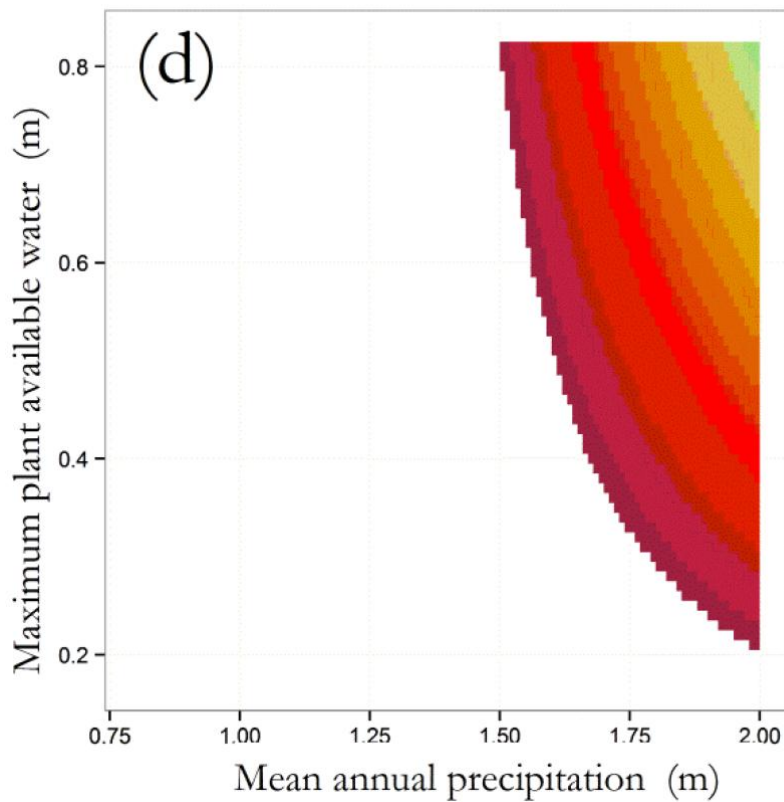 (d)
Maximum plant available water (m)
0.8
0.6
0.4
0.2
0.75 1.00 1.25 1.50 1.75 2.00
Mean annual precipitation (m)